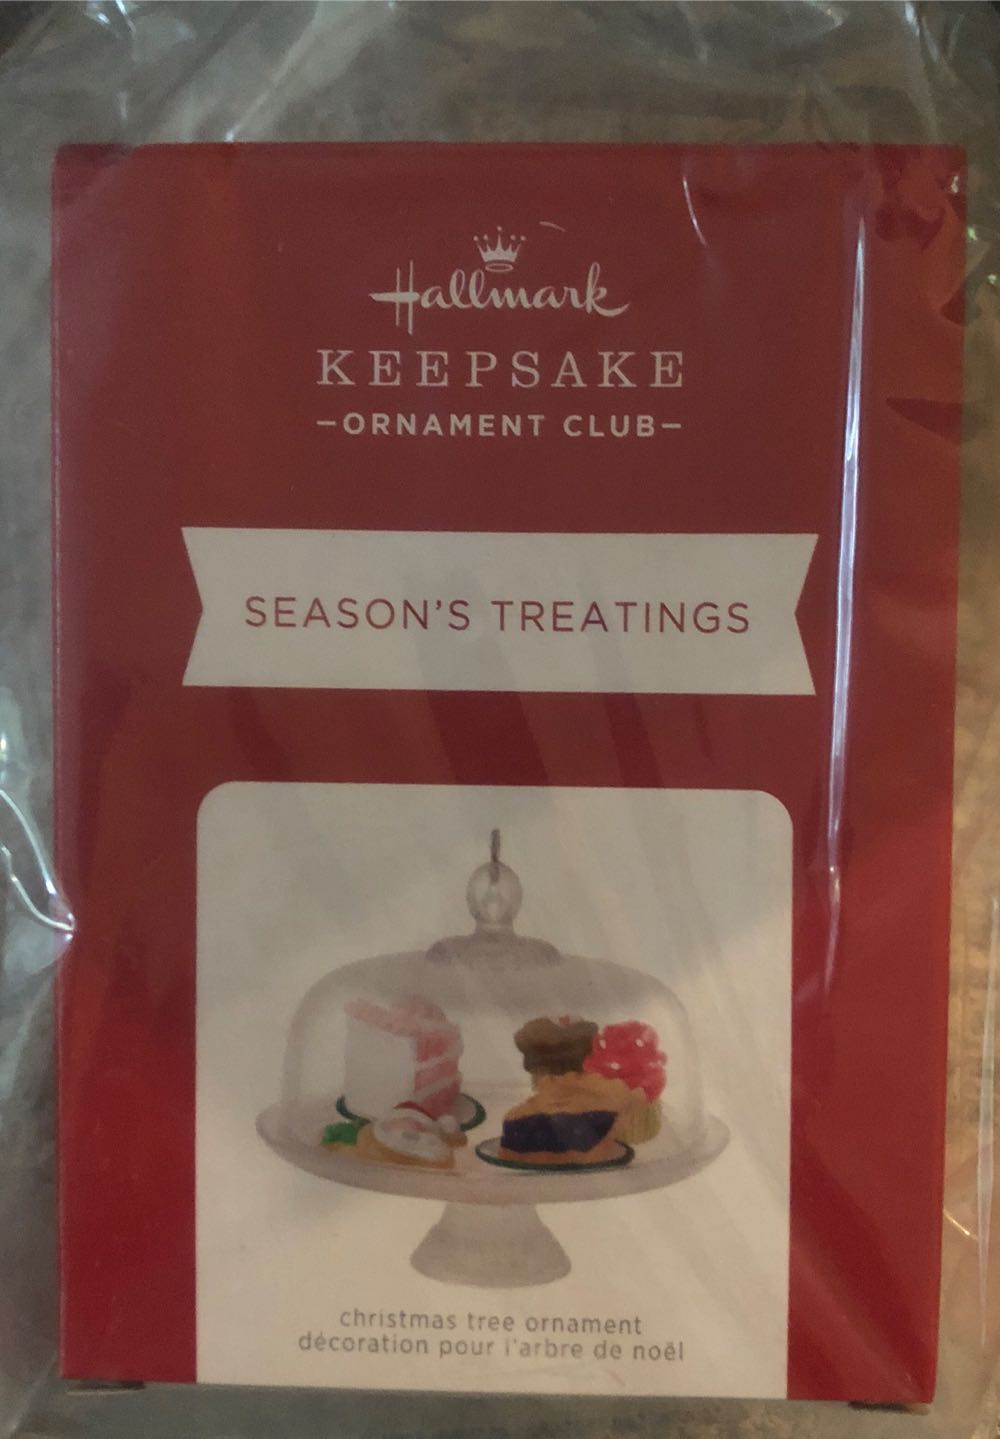 Hallmark
KEEPSAKE
–ORNAMENT CLUB–
SEASON'S TREATINGS
christmas tree ornament
décoration pour l'arbre de noël